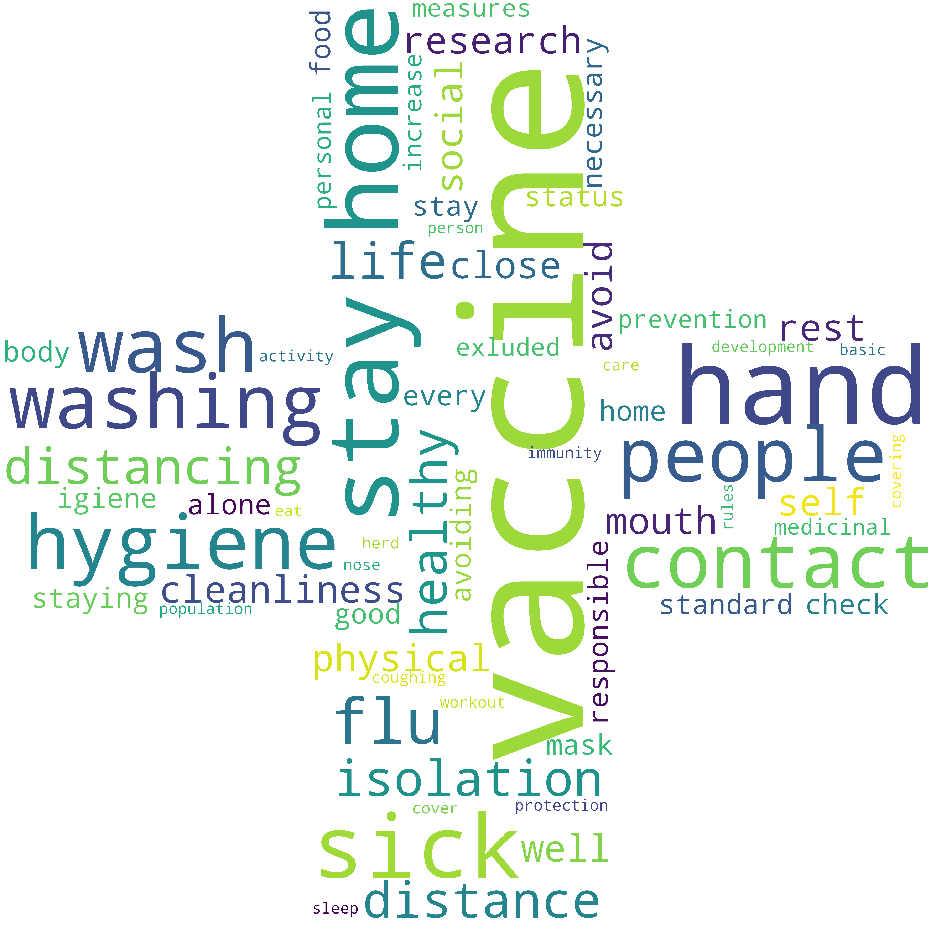 measures
food
home
research
necessary
increase
social
personal
vaccine
status
stay
person
life
close
avoid
stay
prevention
rest
wash
body
activity
exluded
development
basic
care
hand
washing
every
home
people
healthy
immunity
covering
distancing
avoiding
self
rules
igiene
alone
eat
mouth
medicinal
hygiene
herd
nose
contact
responsible
cleanliness
staying
population
good
standard
check
physical
coughing
workout
flu
mask
isolation
cover
protection
sick
well
sleep
distance